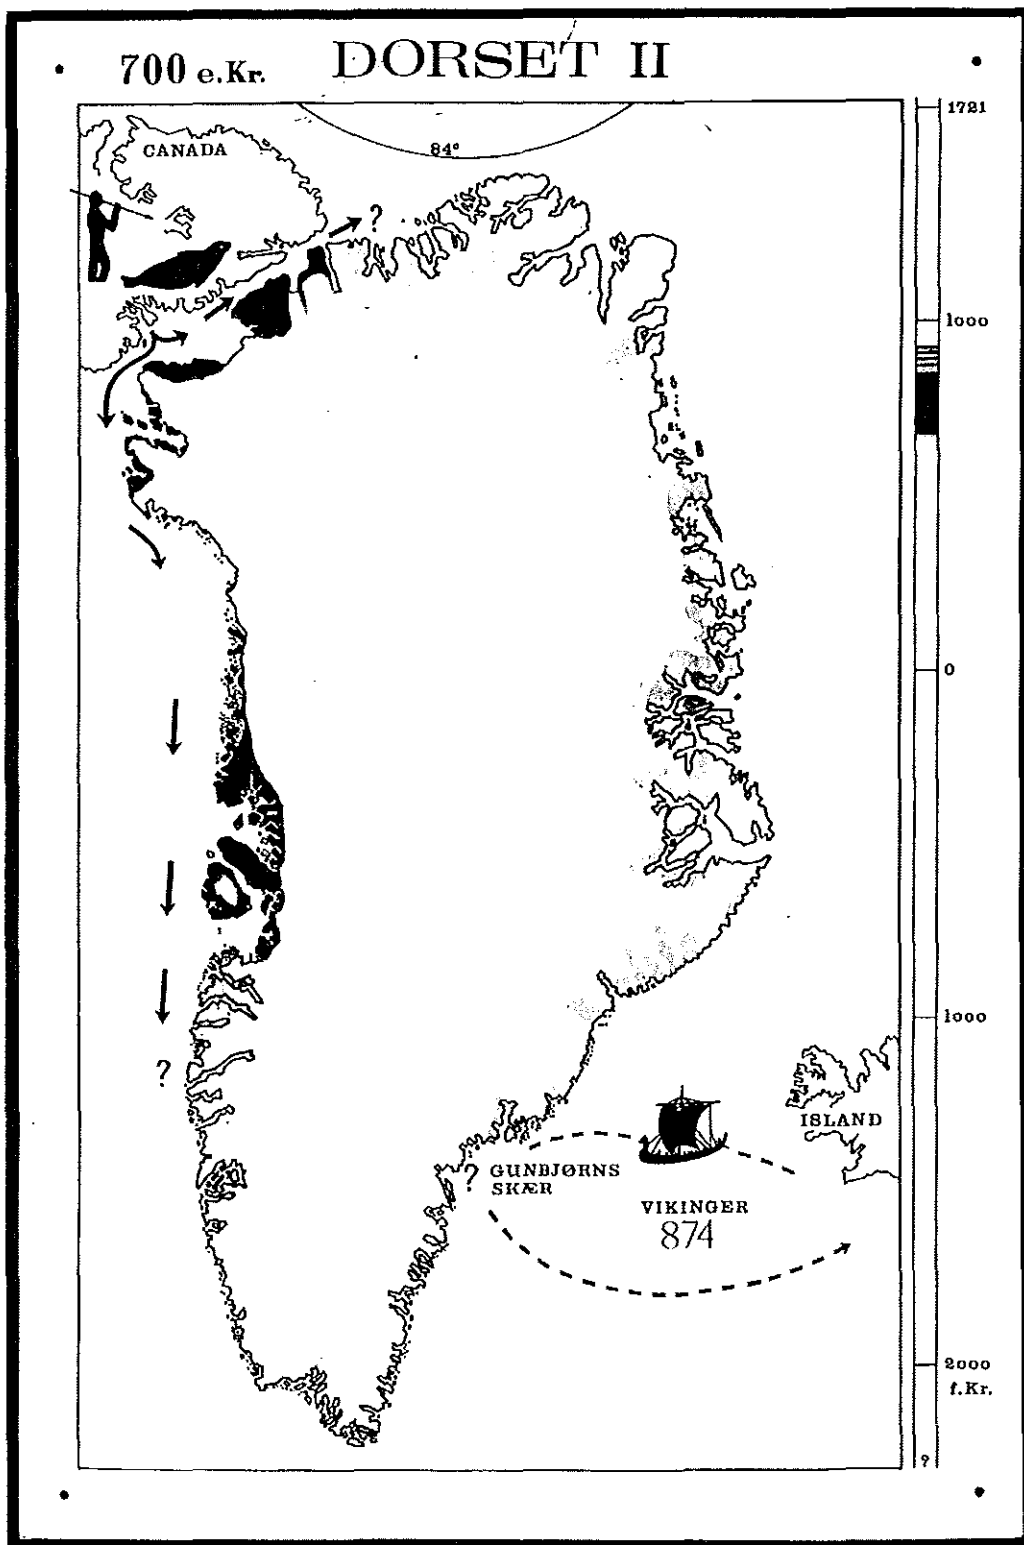 700 e.Kr.
DORSET II
1721
CANADA
84°
?
1000
0
1000
?
ISLAND
? GUNBJØRNS
SKÆR
VIKINGER
874
2000
f.Kr.
?